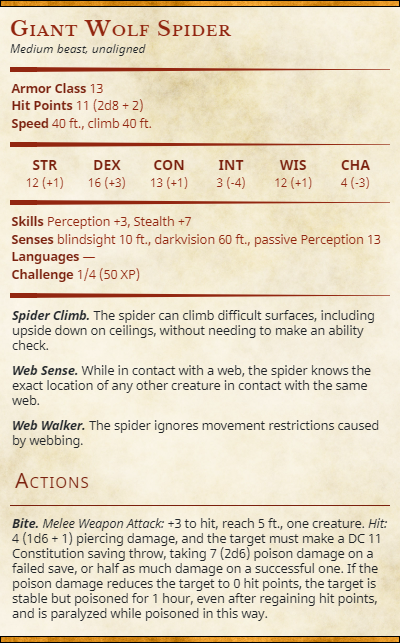 Giant Wolf Spider
Medium beast, unaligned
Armor Class 13
Hit Points 11 (2d8 + 2)
Speed 40 ft., climb 40 ft.
STR DEX CON INT WIS CHA
12 (+1) 16 (+3) 13 (+1) 3 (-4) 12 (+1) 4 (-3)
Skills Perception +3, Stealth +7
Senses blindsight 10 ft., darkvision 60 ft., passive Perception 13
Languages —
Challenge 1/4 (50 XP)
Spider Climb. The spider can climb difficult surfaces, including
upside down on ceilings, without needing to make an ability
check.
Web Sense. While in contact with a web, the spider knows the
exact location of any other creature in contact with the same
web.
Web Walker. The spider ignores movement restrictions caused
by webbing.
Actions
Bite. Melee Weapon Attack: +3 to hit, reach 5 ft., one creature. Hit:
4 (1d6 + 1) piercing damage, and the target must make a DC 11
Constitution saving throw, taking 7 (2d6) poison damage on a
failed save, or half as much damage on a successful one. If the
poison damage reduces the target to 0 hit points, the target is
stable but poisoned for 1 hour, even after regaining hit points,
and is paralyzed while poisoned in this way.